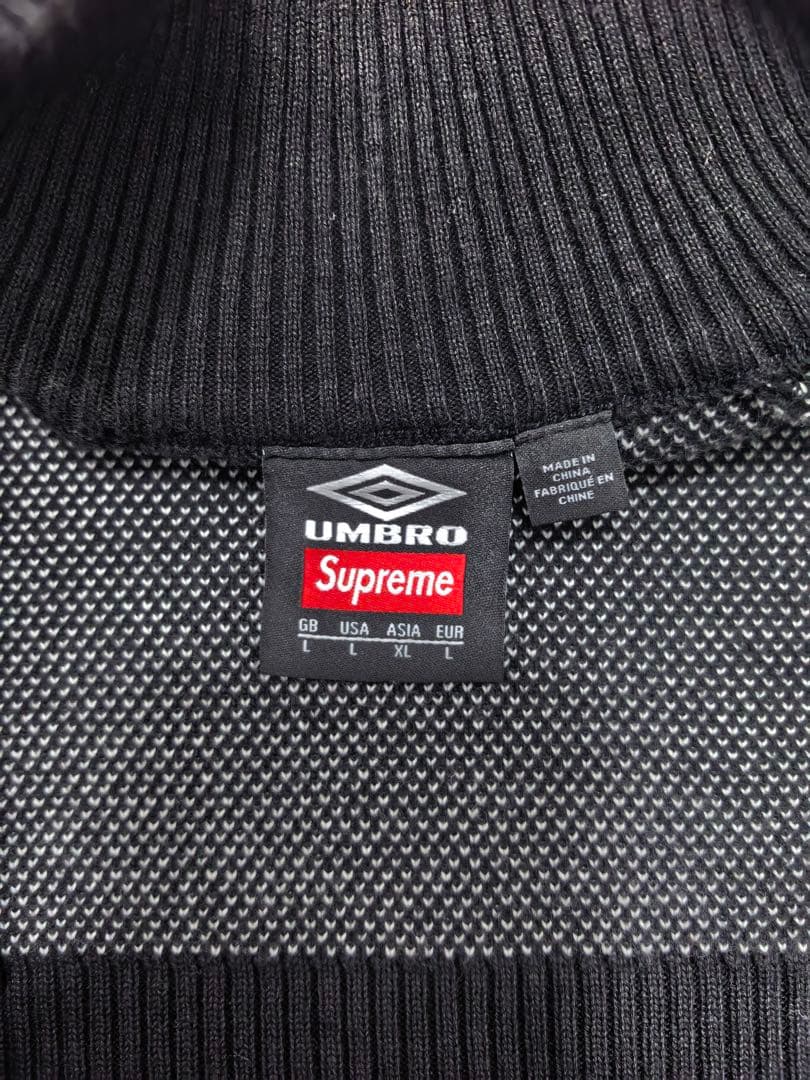 UMBRO
Supreme
GB USA ASIA EUR
L L XL L
MADE IN
CHINA
FABRIQUÉ EN
CHINE